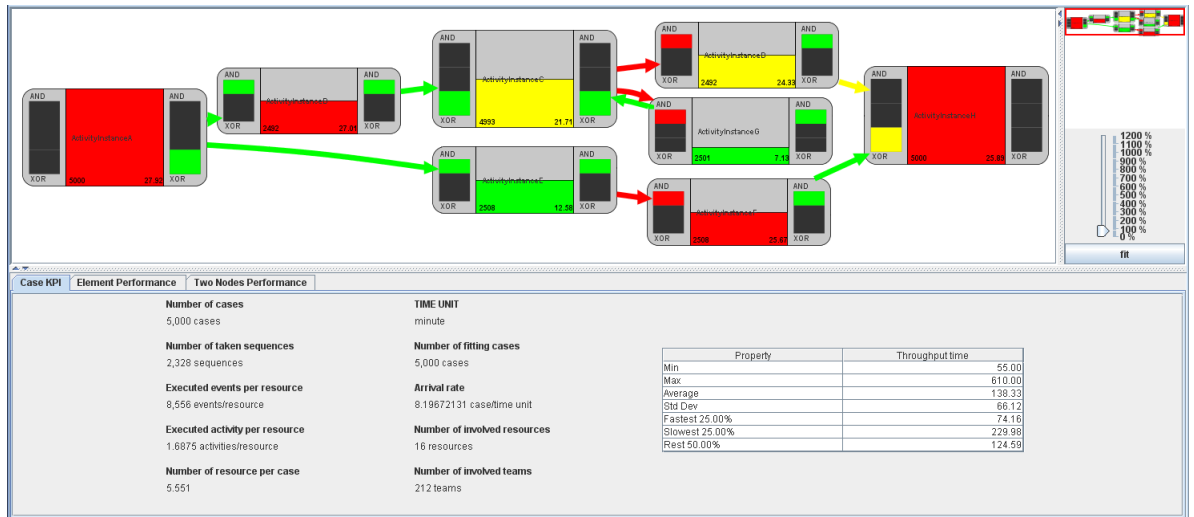 AND
XOR
ActivityInstanceA
5000
27.92
AND
XOR
AND
XOR
2492
27.01
AND
XOR
AND
XOR
ActivityInstanceC
4993
21.71
AND
XOR
AND
XOR
ActivityInstanceE
2508
12.58
AND
XOR
AND
XOR
ActivityInstanceD
2492
24.33
AND
XOR
AND
XOR
ActivityInstanceG
2501
7.13
AND
XOR
AND
XOR
ActivityInstanceF
2508
25.67
AND
XOR
AND
XOR
5000
AND
XOR
1200 %
1100 %
1000 %
900 %
800 %
700 %
600 %
500 %
400 %
300 %
200 %
100 %
0 %
fit
Case KPI
Element Performance
Two Nodes Performance
Number of cases
5,000 cases
Number of taken sequences
2,328 sequences
Executed events per resource
8,556 events/resource
Executed activity per resource
1.6875 activities/resource
Number of resource per case
5.551
TIME UNIT
minute
Number of fitting cases
5,000 cases
Arrival rate
8.19672131 case/time unit
Number of involved resources
16 resources
Number of involved teams
212 teams
Property Throughput time
Min 55.00
Max 610.00
Average 138.33
Std Dev 66.12
Fastest 25.00% 74.16
Slowest 25.00% 229.98
Rest 50.00% 124.59